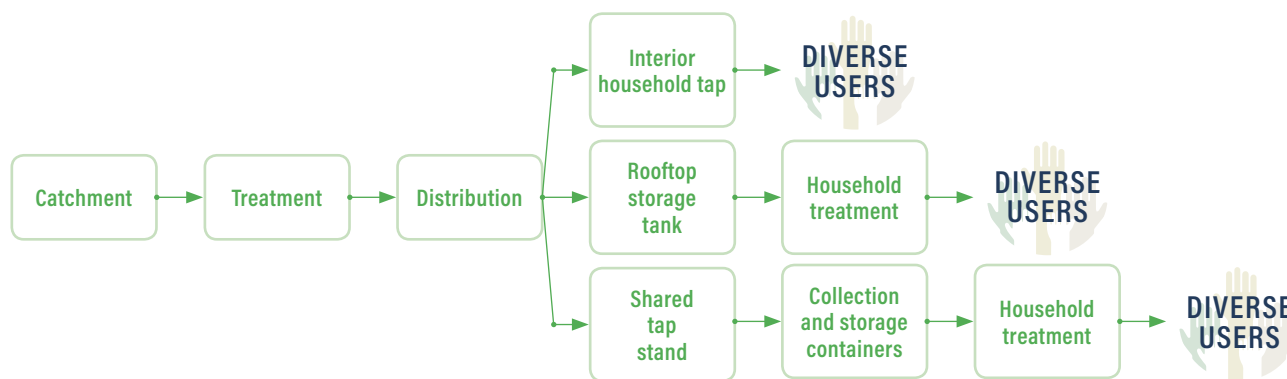 Interior
household tap
DIVERSE
USERS
Catchment
Treatment
Distribution
Rooftop
storage
tank
Household
treatment
DIVERSE
USERS
Shared
tap
stand
Collection
and storage
containers
Household
treatment
DIVERSE
USERS